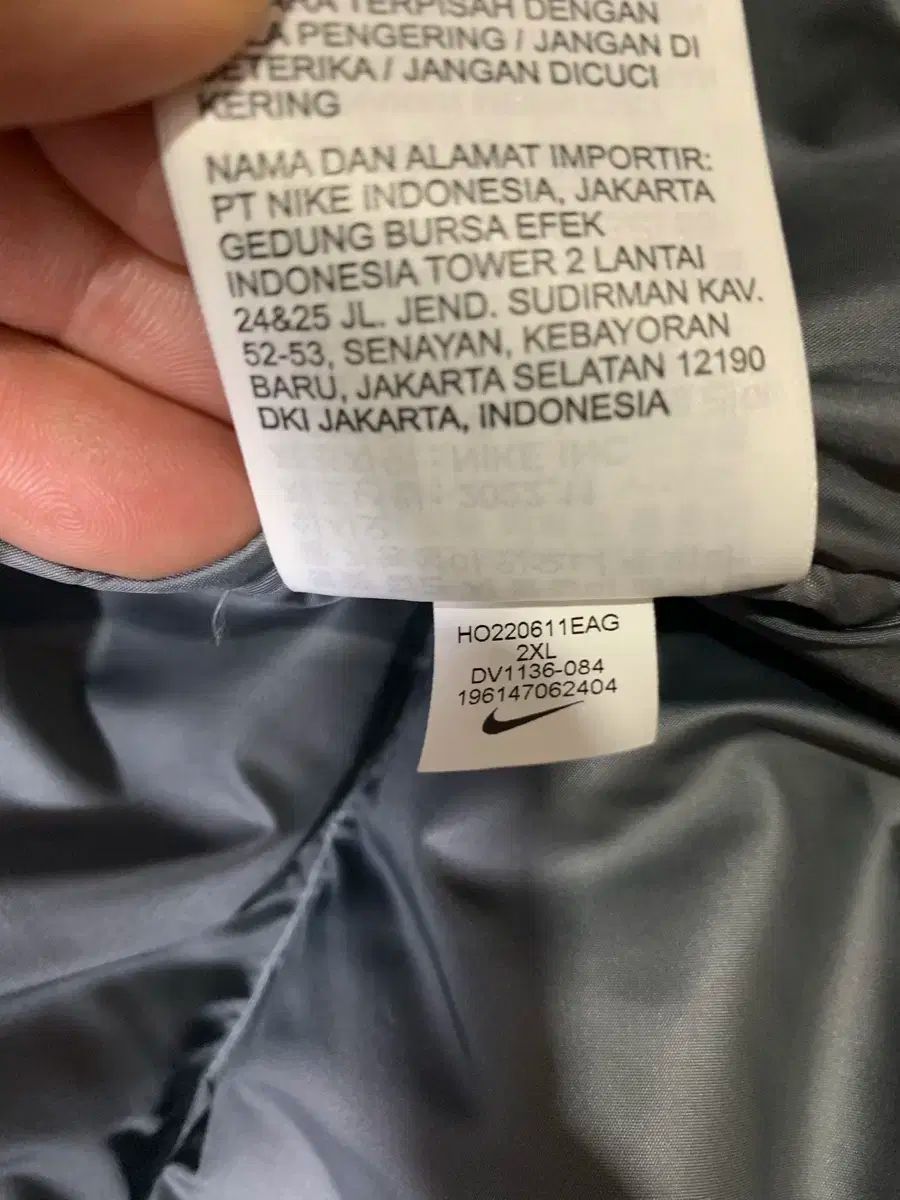 TERPISAH DENGAN
PENGERING / JANGAN DI
SETERIKA / JANGAN DICUCI
KERING
NAMA DAN ALAMAT IMPORTIR:
PT NIKE INDONESIA, JAKARTA
GEDUNG BURSA EFEK
INDONESIA TOWER 2 LANTAI
24&25 JL. JEND. SUDIRMAN KAV.
52-53, SENAYAN, KEBAYORAN
BARU, JAKARTA SELATAN 12190
DKI JAKARTA, INDONESIA
HO220611EAG
2XL
DV1136-084
196147062404